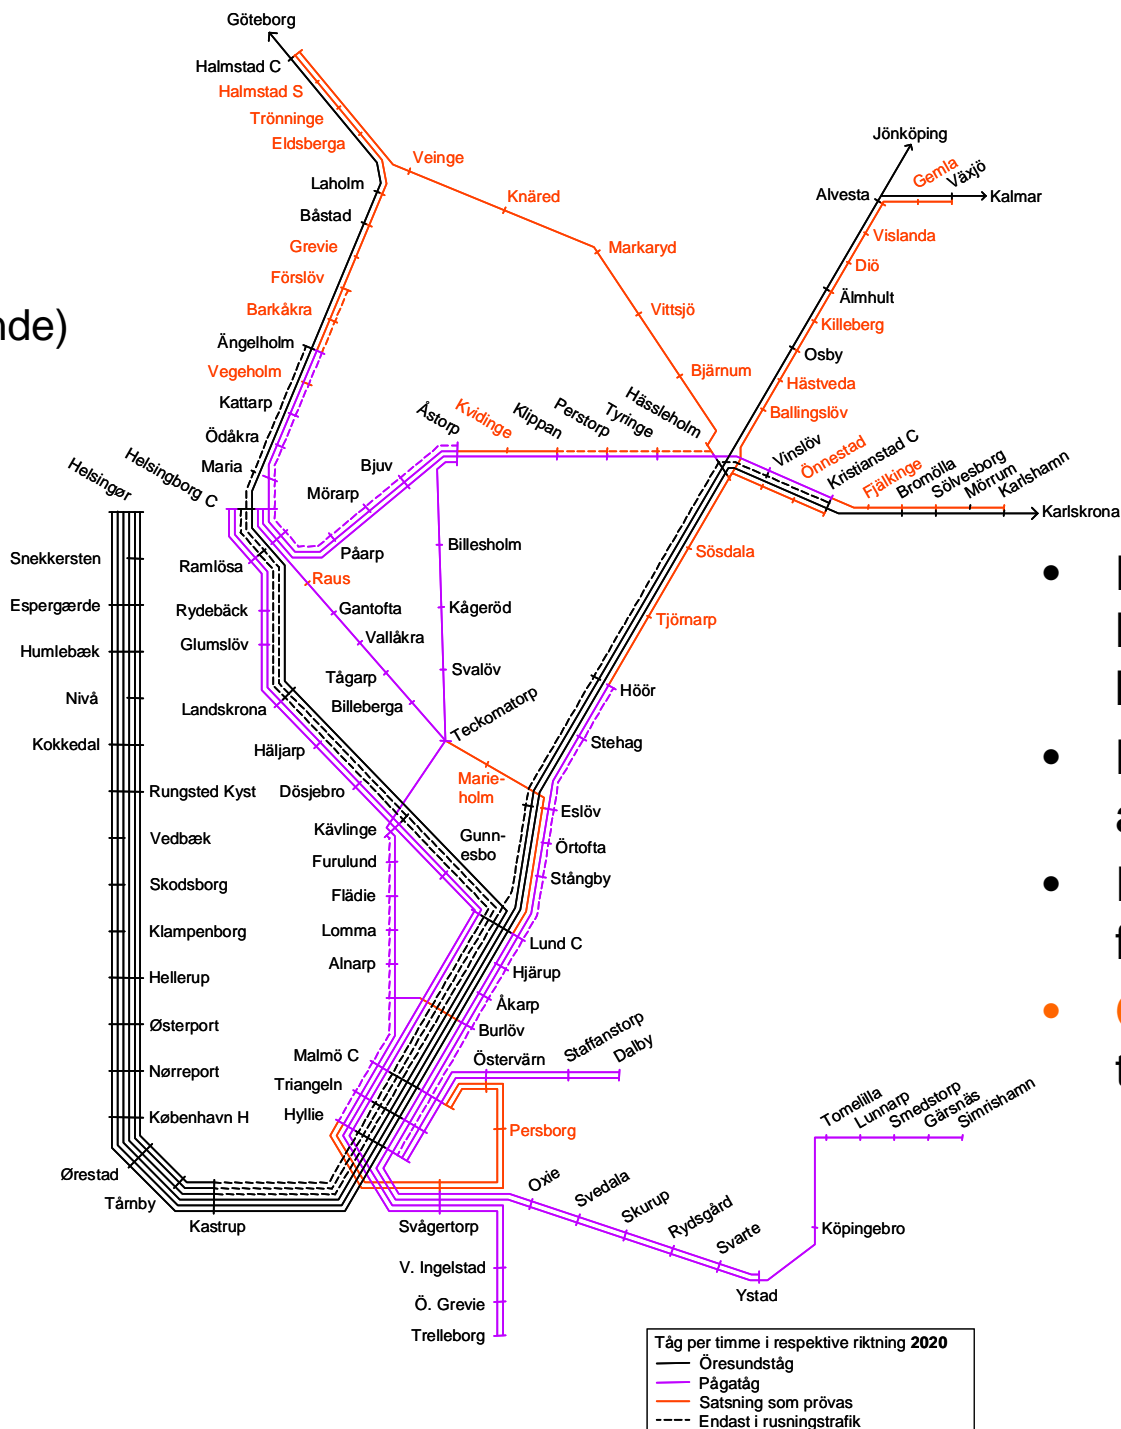 Göteborg
Halmstad C
Halmstad S
Trönninge
Eldsberga
Veinge
Laholm
Knäred
Båstad
Grevie
Markaryd
Förslöv
Barkåkra
Vittsjö
nde)
Ängelholm
Vegeholm
Bjärnum
Kattarp
Ödåkra
Maria
Helsingborg C
Helsingør
Jönköping
Alvesta
Gemla
Växjö
Kalmar
Vislanda
Diö
Älmhult
Killeberg
Osby
Hästveda
Ballingslöv
Åstorp
Kvidinge
Klippan
Perstorp
Tyringe
Hässleholm
Vinslöv
Önnestad
Kristianstad C
Fjälkinge
Bromölla
Sölvesborg
Mörrum
Karlshamn
Karlskrona
Bjuv
Mörarp
Påarp
Snekkersten
Espergærde
Humlebæk
Nivå
Kokkedal
Rungsted Kyst
Vedbæk
Skodsborg
Klampenborg
Hellerup
Østerport
Nørreport
København H
Ørestad
Tårnby
Kastrup
Ramlösa
Rydebäck
Glumslöv
Landskrona
Häljarp
Dösjebro
Kävlinge
Furulund
Flädie
Lomma
Alnarp
Raus
Gantofta
Vallåkra
Tågarp
Billeberga
Billesholm
Kågeröd
Svalöv
Teckomatorp
Marie-
holm
Gunn-
esbo
Sösdala
Tjörnarp
Höör
Stehag
Eslöv
Örtofta
Stångby
Lund C
Hjärup
Åkarp
Burlöv
Malmö C
Triangeln
Hyllie
Östervärn
Staffanstorp
Dalby
Persborg
Svågertorp
V. Ingelstad
Ö. Grevie
Trelleborg
Oxie
Svedala
Skurup
Rydsgård
Svarte
Ystad
Köpingebro
Tomelilla
Lunnarp
Smedstorp
Gärsnäs
Simrishamn
Tåg per timme i respektive riktning 2020
Öresundståg
Pågatåg
Satsning som prövas
Endast i rusningstrafik